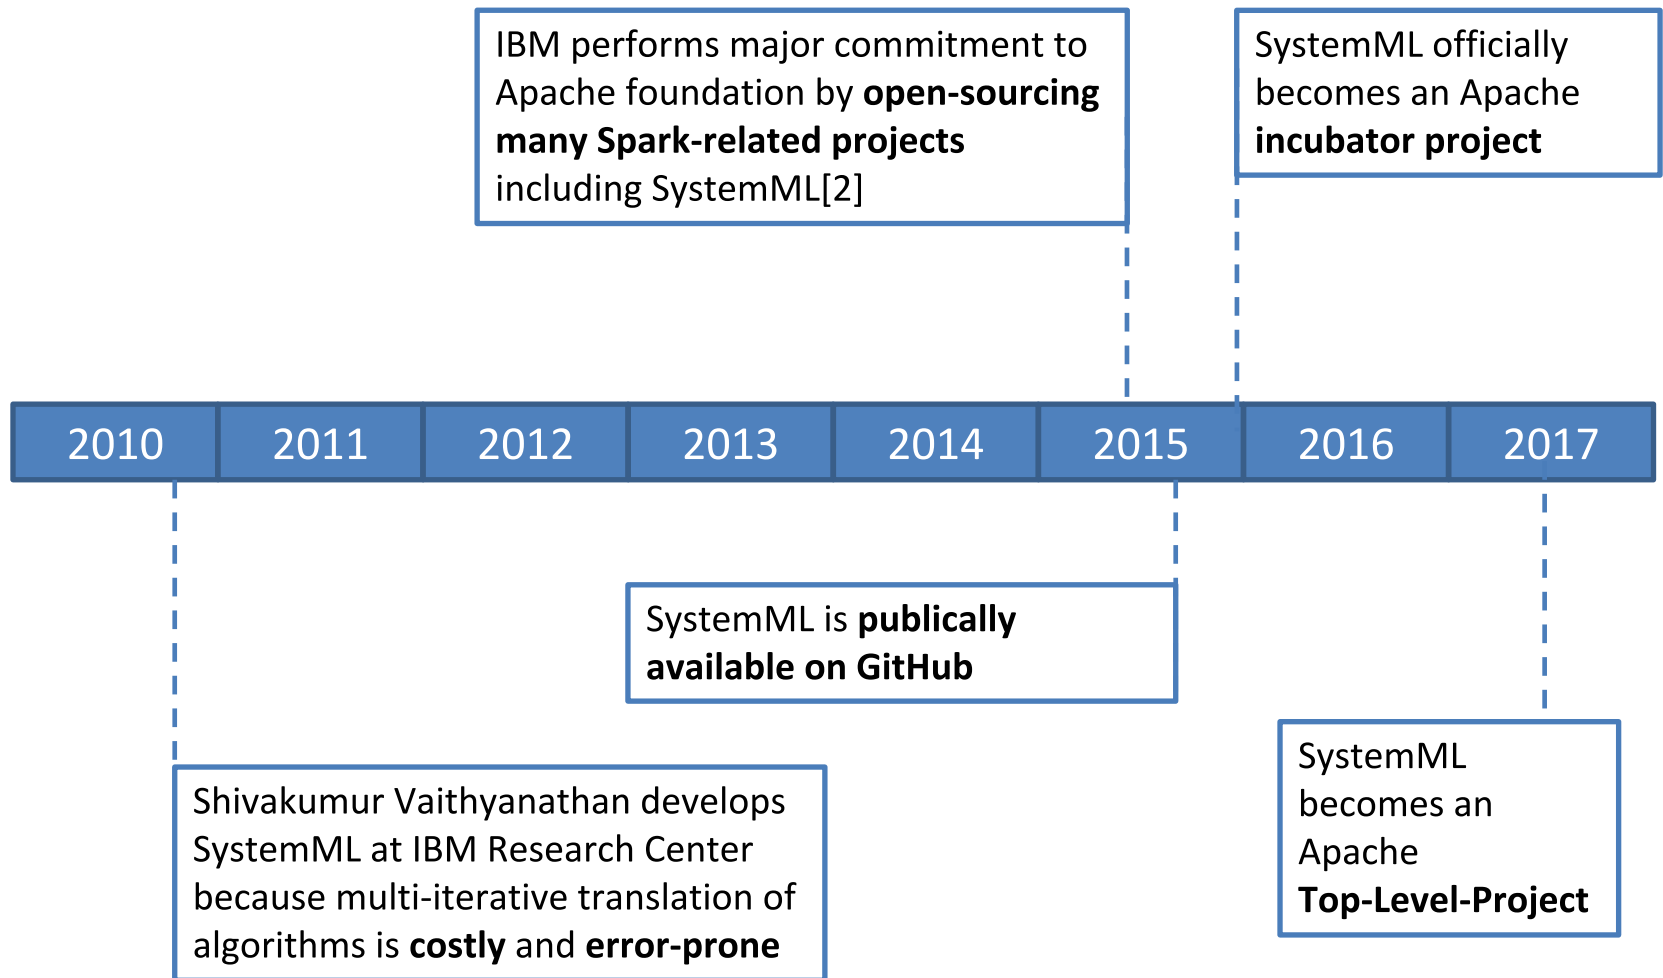 IBM performs major commitment to
Apache foundation by open-sourcing
many Spark-related projects
including SystemML[2]
SystemML officially
becomes an Apache
incubator project
2010
2011
2012
2013
2014
2015
2016
2017
SystemML is publically
available on GitHub
SystemML
becomes an
Apache
Top-Level-Project
Shivakumur Vaithyanathan develops
SystemML at IBM Research Center
because multi-iterative translation of
algorithms is costly and error-prone